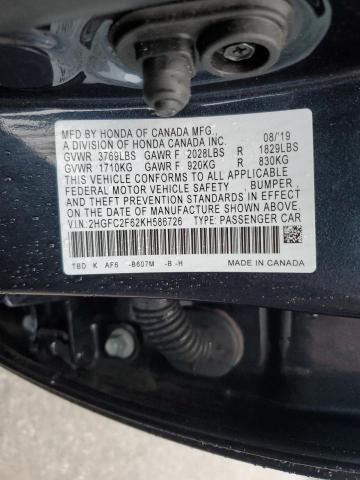 MFD BY HONDA OF CANADA MFG., 08/'19
A DIVISION OF HONDA CANADA INC.
GVWR 3769LBS GAWR F 2028LBS R 1829LBS
GVWR 1710KG GAWR F 920KG R 830KG
THIS VEHICLE CONFORMS TO ALL APPLICABLE
FEDERAL MOTOR VEHICLE SAFETY, BUMPER,
AND THEFT PREVENTION STANDARDS IN EFFECT
ON THE DATE OF MANUFACTURE SHOWN ABOVE.
V.I.N: 2HGFC2F62KH586726 TYPE: PASSENGER CAR
TBD K AF6 -B607M -B -H MADE IN CANADA